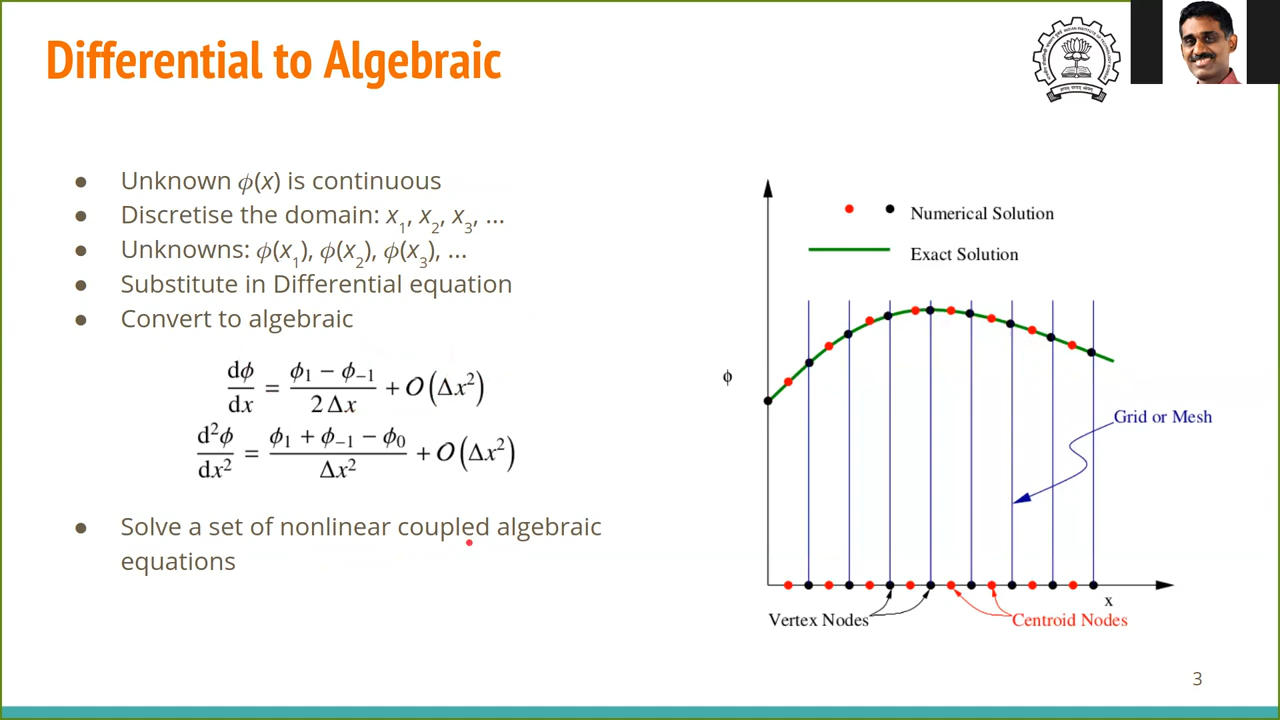 Differential to Algebraic
● Unknown ϕ(x) is continuous
● Discretise the domain: x₁, x₂, x₃, ...
● Unknowns: ϕ(x₁), ϕ(x₂), ϕ(x₃), ...
● Substitute in Differential equation
● Convert to algebraic
dϕ/dx = (ϕ₁ − ϕ₋₁)/(2 Δx) + O(Δx²)
d²ϕ/dx² = (ϕ₁ + ϕ₋₁ − ϕ₀)/Δx² + O(Δx²)
● Solve a set of nonlinear coupled algebraic
equations
Numerical Solution
Exact Solution
ϕ
Grid or Mesh
x
Vertex Nodes
Centroid Nodes
3